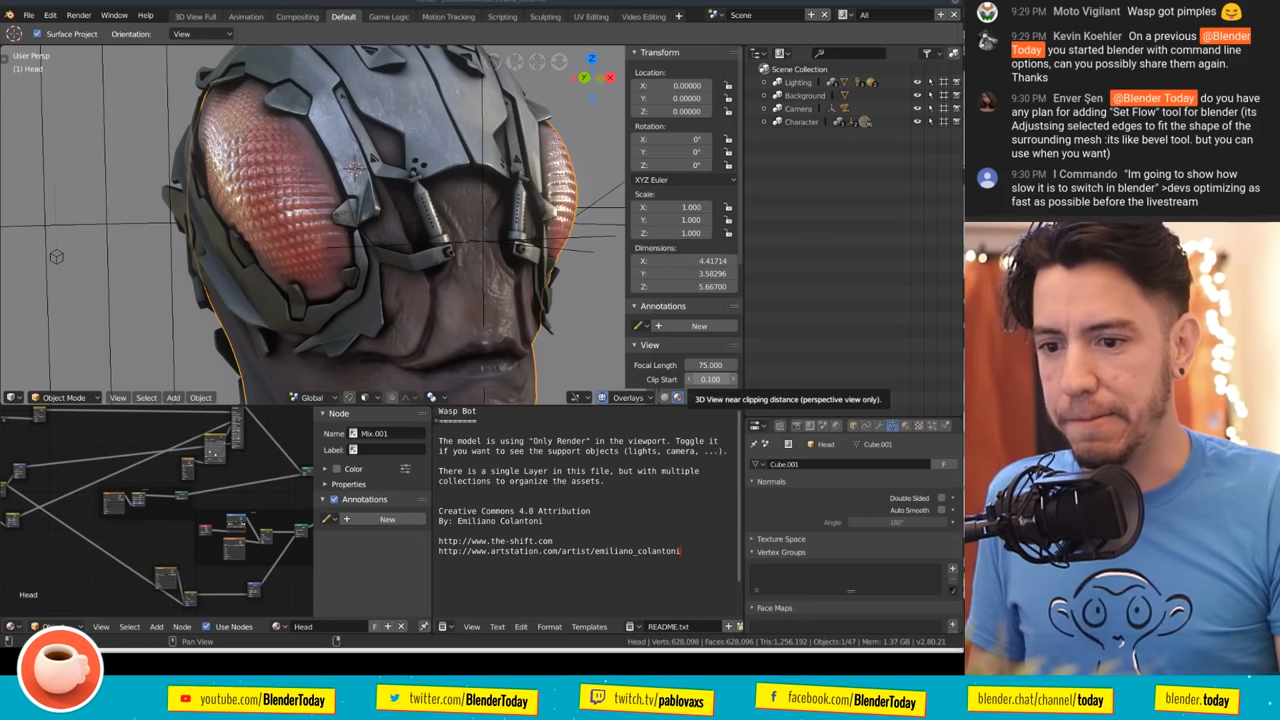 File Edit Render Window Help
3D View Full Animation Compositing Default Game Logic Motion Tracking Scripting Sculpting UV Editing Video Editing
Scene
All
Surface Project Orientation: View
User Persp
(1) Head
Transform
Location:
X: 0.00000
Y: 0.00000
Z: 0.00000
Rotation:
X: 0°
Y: 0°
Z: 0°
XYZ Euler
Scale:
X: 1.000
Y: 1.000
Z: 1.000
Dimensions:
X: 4.41714
Y: 3.58296
Z: 5.66700
Annotations
New
View
Focal Length 75.000
Clip Start 0.100
3D View near clipping distance (perspective view only).
Scene Collection
Lighting
Background
Camera
Character
Object Mode View Select Add Object Global Overlays
Node
Name Mix.001
Label:
Color
Properties
Annotations
New
Head
View Select Add Node Use Nodes Head F
Wasp Bot
========
The model is using "Only Render" in the viewport. Toggle it
if you want to see the support objects (lights, camera, ...).
There is a single Layer in this file, but with multiple
collections to organize the assets.
Creative Commons 4.0 Attribution
By: Emiliano Colantoni
http://www.the-shift.com
http://www.artstation.com/artist/emiliano_colantoni
View Text Edit Format Templates README.txt
Head Cube.001
Cube.001 F
Normals
Double Sided
Auto Smooth
Angle 180°
Texture Space
Vertex Groups
Face Maps
Pan View
Head | Verts:628,098 | Faces:628,096 | Tris:1,256,192 | Objects:1/47 | Mem: 1.37 GB | v2.80.21
9:29 PM Moto Vigilant Wasp got pimples
9:29 PM Kevin Koehler On a previous @Blender
Today you started blender with command line
options, can you possibly share them again.
Thanks
9:30 PM Enver Şen @Blender Today do you have
any plan for adding "Set Flow" tool for blender (its
Adjustsing selected edges to fit the shape of the
surrounding mesh :its like bevel tool. but you can
use when you want)
9:30 PM I Commando "Im going to show how
slow it is to switch in blender" >devs optimizing as
fast as possible before the livestream
youtube.com/BlenderToday
twitter.com/BlenderToday
twitch.tv/pablovaxs
facebook.com/BlenderToday
blender.chat/channel/today
blender.today